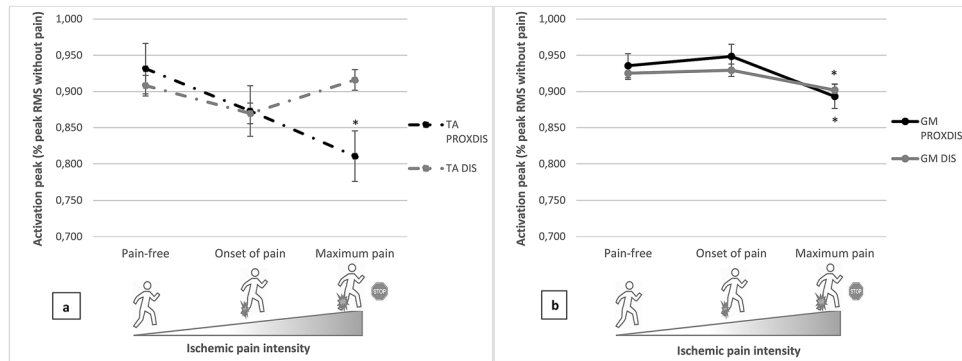 Activation peak (% peak RMS without pain)
1,000
0,950
0,900
0,850
0,800
0,750
0,700
*
TA
PROXDIS
TA DIS
Pain-free
Onset of pain
Maximum pain
STOP
a
Ischemic pain intensity
Activation peak (% peak RMS without pain)
1,000
0,950
0,900
0,850
0,800
0,750
0,700
*
*
GM
PROXDIS
GM DIS
Pain-free
Onset of pain
Maximum pain
STOP
b
Ischemic pain intensity